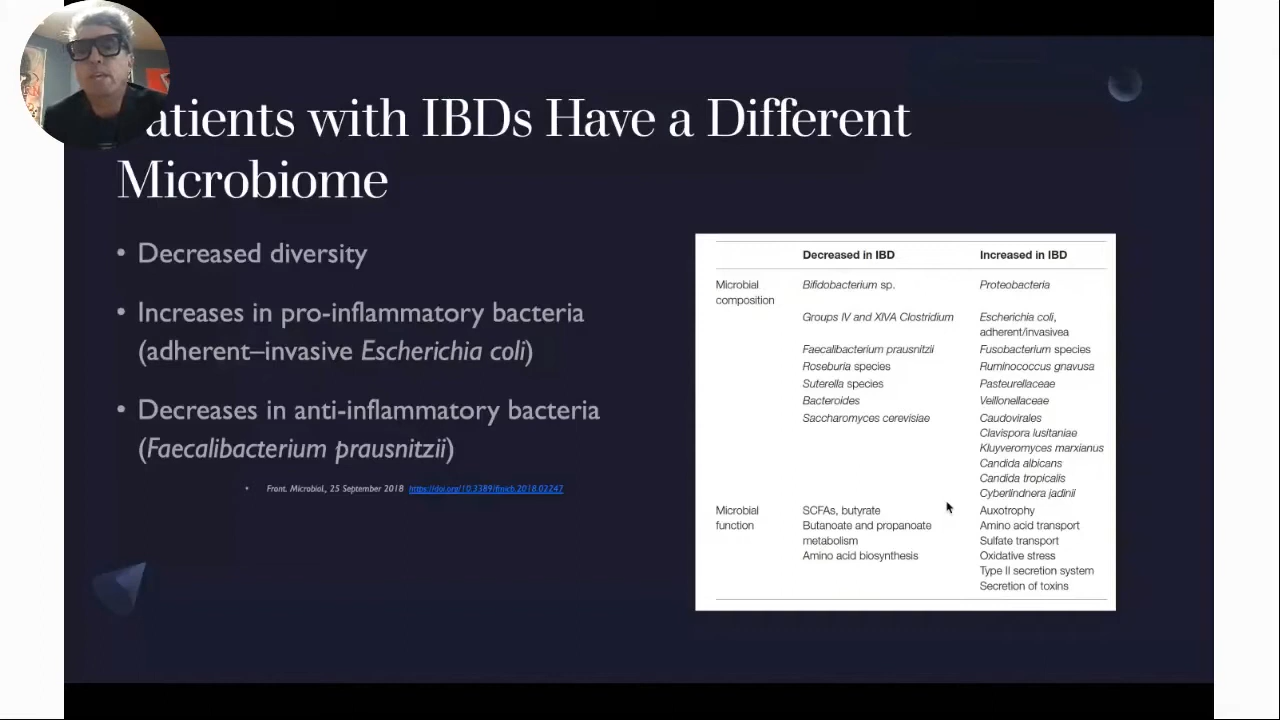 atients with IBDs Have a Different
Microbiome
• Decreased diversity
• Increases in pro-inflammatory bacteria
(adherent–invasive Escherichia coli)
• Decreases in anti-inflammatory bacteria
(Faecalibacterium prausnitzii)
• Front. Microbiol., 25 September 2018 https://doi.org/10.3389/fmicb.2018.02247
Decreased in IBD Increased in IBD
Microbial Bifidobacterium sp. Proteobacteria
composition
Groups IV and XIVA Clostridium Escherichia coli,
adherent/invasivea
Faecalibacterium prausnitzii Fusobacterium species
Roseburia species Ruminococcus gnavusa
Suterella species Pasteurellaceae
Bacteroides Veillonellaceae
Saccharomyces cerevisiae Caudovirales
Clavispora lusitaniae
Kluyveromyces marxianus
Candida albicans
Candida tropicalis
Cyberlindnera jadinii
Microbial SCFAs, butyrate Auxotrophy
function Butanoate and propanoate Amino acid transport
metabolism Sulfate transport
Amino acid biosynthesis Oxidative stress
Type II secretion system
Secretion of toxins